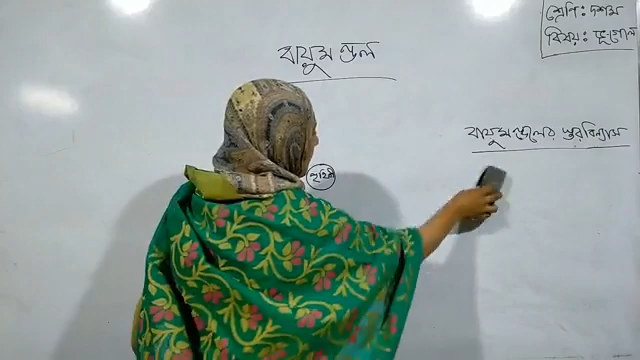 শ্রেণি: দশম
বিষয়: ভূগোল
বায়ুমণ্ডল
বায়ুমণ্ডলের স্তরবিন্যাস
পৃথিবী